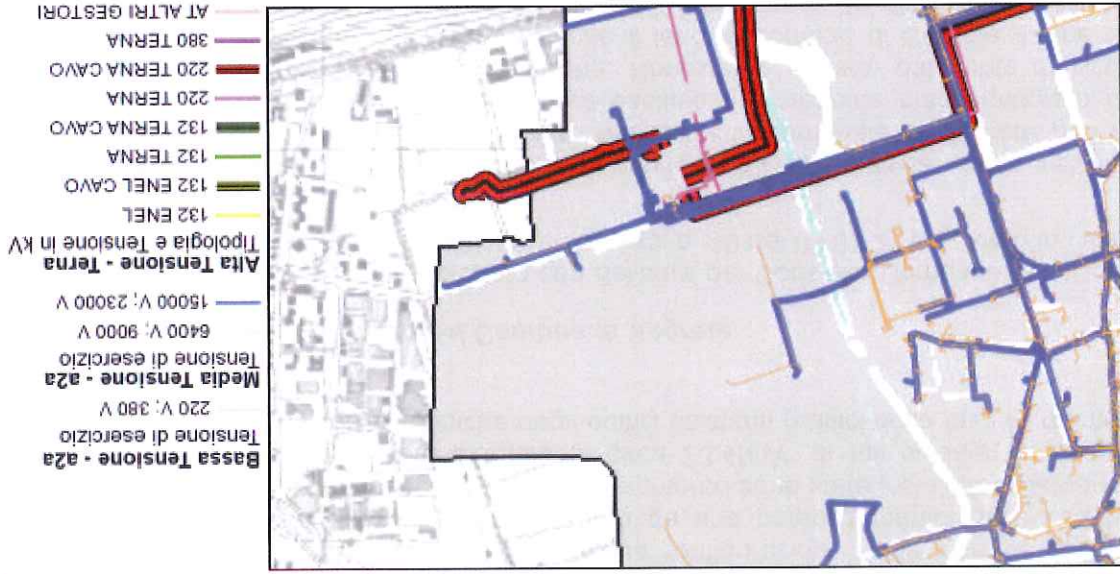 Bassa Tensione - a2a
Tensione di esercizio
220 V; 380 V
Media Tensione - a2a
Tensione di esercizio
6400 V; 9000 V
15000 V; 23000 V
Alta Tensione - Terna -
Tipologia e Tensione in kV
132 ENEL
132 ENEL CAVO
132 TERNA
132 TERNA CAVO
220 TERNA
220 TERNA CAVO
380 TERNA
AT ALTRI GESTORI